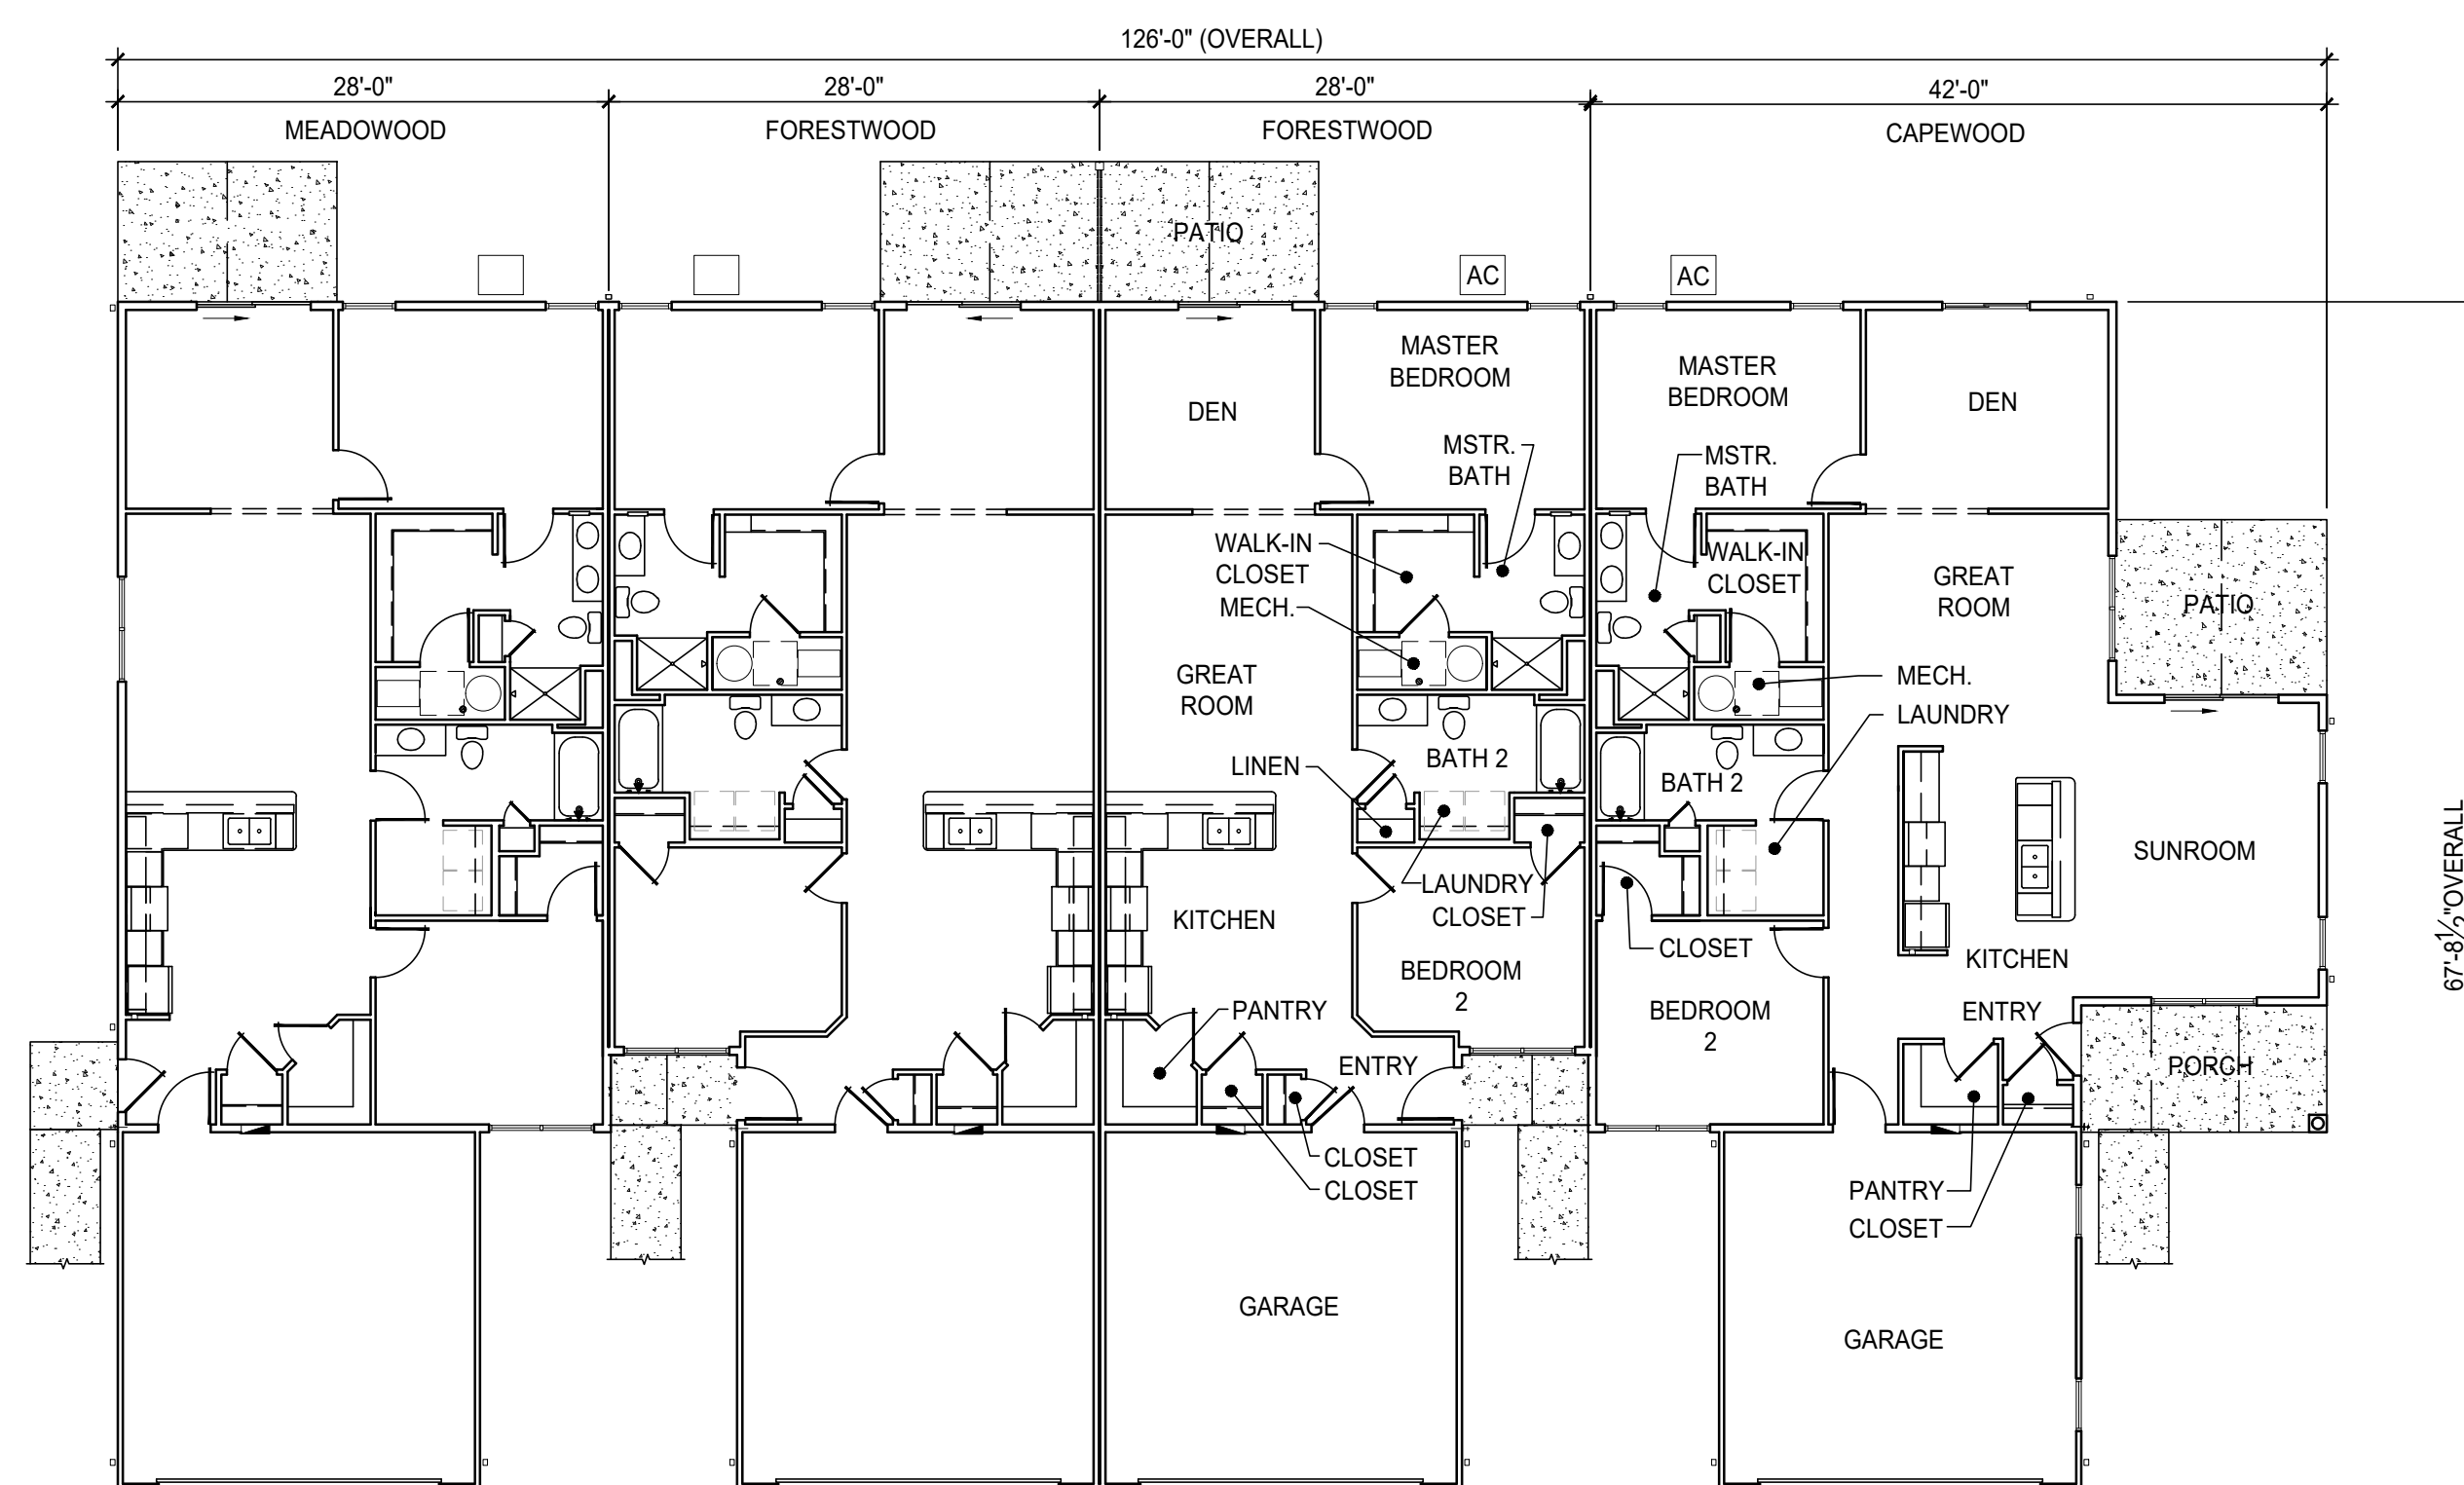 126'-0" (OVERALL)
28'-0"
28'-0"
28'-0"
42'-0"
MEADOWOOD
FORESTWOOD
FORESTWOOD
CAPEWOOD
PATIO
AC
AC
MASTER
BEDROOM
MASTER
BEDROOM
DEN
DEN
MSTR.
BATH
MSTR.
BATH
WALK-IN
CLOSET
WALK-IN
CLOSET
MECH.
GREAT
ROOM
PATIO
GREAT
ROOM
MECH.
LAUNDRY
LINEN
BATH 2
BATH 2
SUNROOM
67'-8 1/2"OVERALL
LAUNDRY
CLOSET
KITCHEN
CLOSET
KITCHEN
BEDROOM
2
PANTRY
BEDROOM
2
ENTRY
ENTRY
PORCH
CLOSET
CLOSET
PANTRY
CLOSET
GARAGE
GARAGE